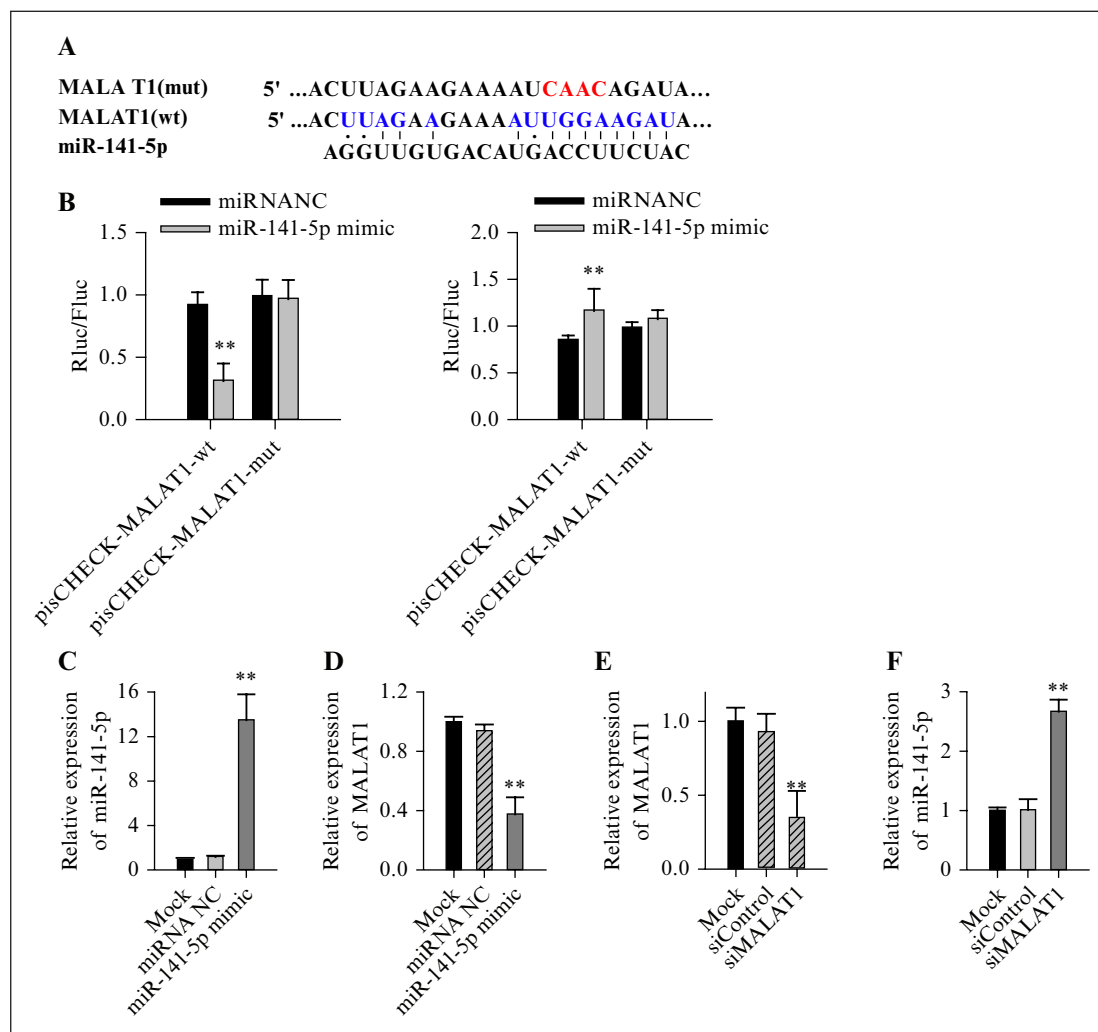 A
MALA T1(mut) 5' ...ACUUAGAAGAAAAUCAACAGAUA...
MALAT1(wt) 5' ...ACUUAGAAGAAAAUUGGAAGAUA...
miR-141-5p AGGUUGUGACAUGACCUUCUAC
B
miRNANC
miR-141-5p mimic
Rluc/Fluc
1.5
1.0
0.5
0.0
**
pisCHECK-MALAT1-wt
pisCHECK-MALAT1-mut
miRNANC
miR-141-5p mimic
Rluc/Fluc
2.0
1.5
1.0
0.5
0.0
**
pisCHECK-MALAT1-wt
pisCHECK-MALAT1-mut
C
Relative expression
of miR-141-5p
16
12
8
4
0
**
Mock
miRNA NC
miR-141-5p mimic
D
Relative expression
of MALAT1
1.2
0.8
0.4
0.0
**
Mock
miRNA NC
miR-141-5p mimic
E
Relative expression
of MALAT1
1.0
0.5
0.0
**
Mock
siControl
siMALAT1
F
Relative expression
of miR-141-5p
3
2
1
0
**
Mock
siControl
siMALAT1